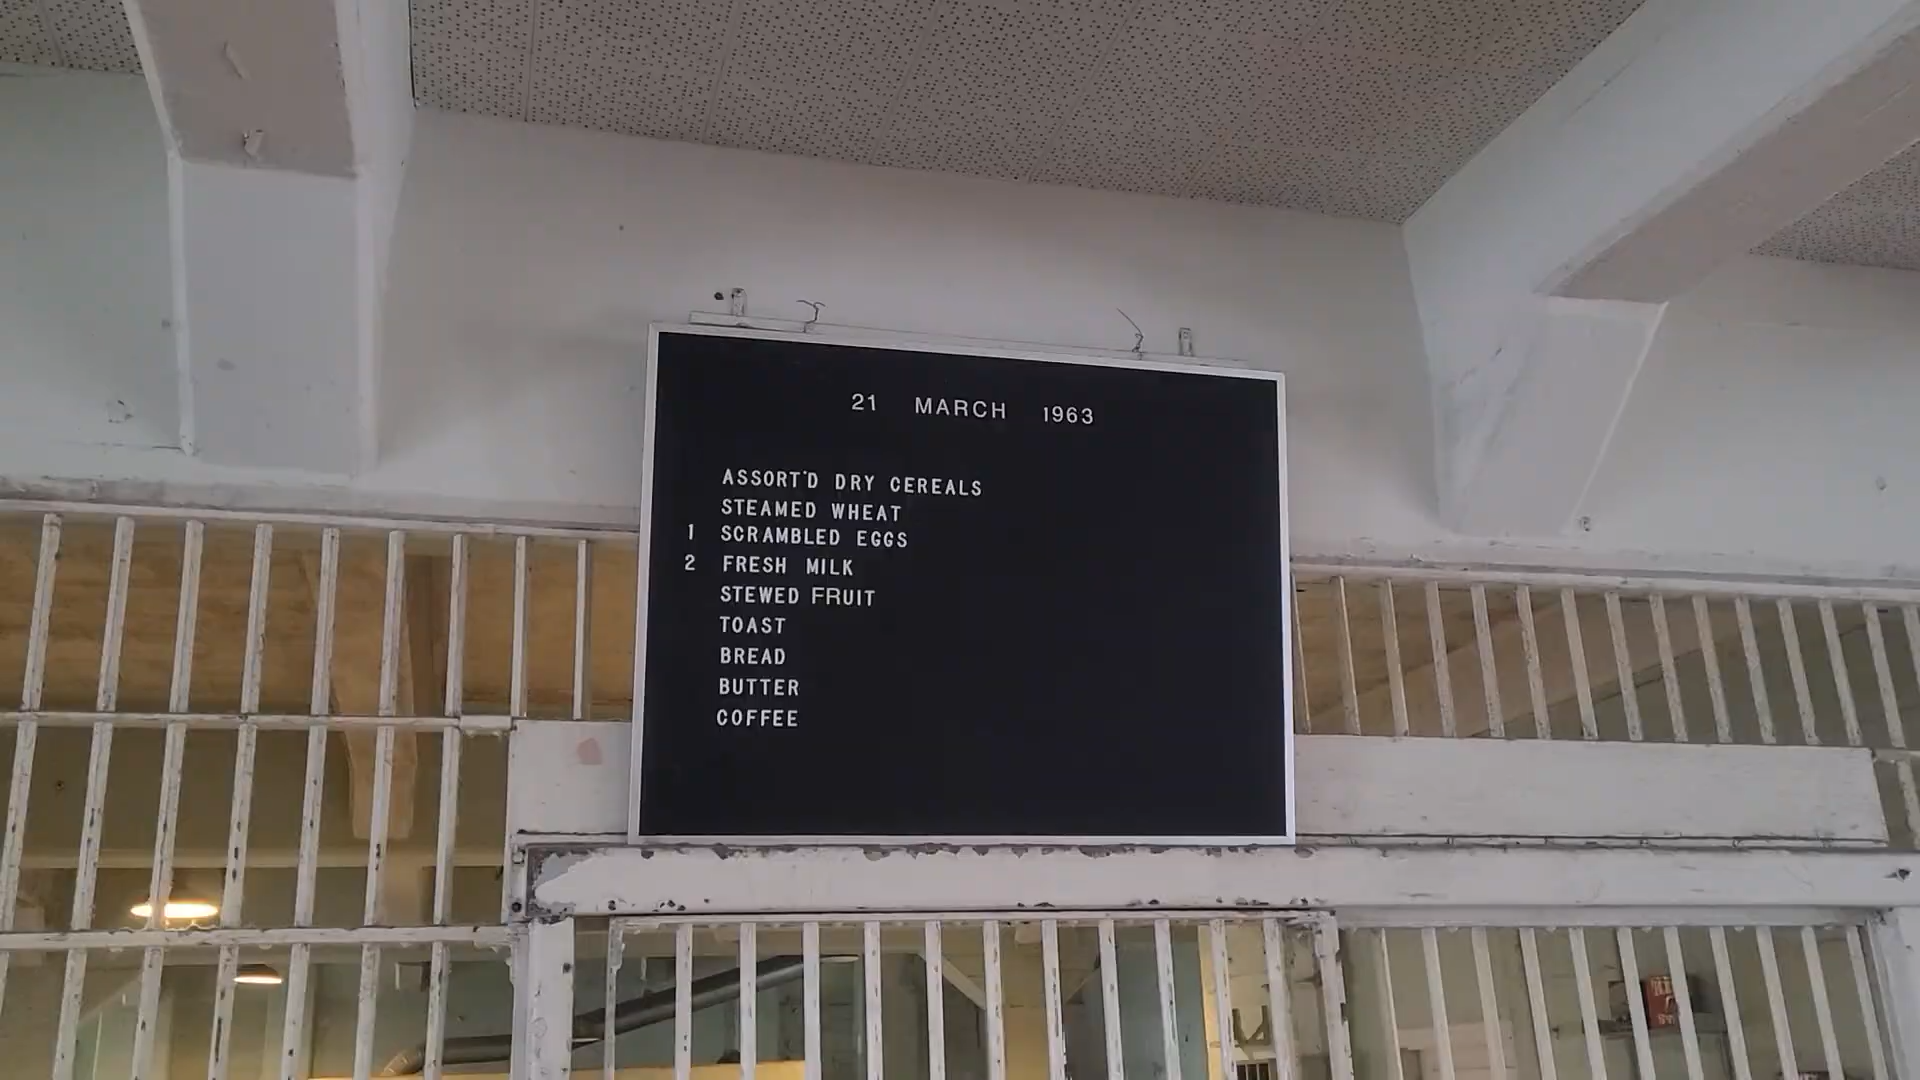 21 MARCH 1963
ASSORT'D DRY CEREALS
STEAMED WHEAT
1 SCRAMBLED EGGS
2 FRESH MILK
STEWED FRUIT
TOAST
BREAD
BUTTER
COFFEE